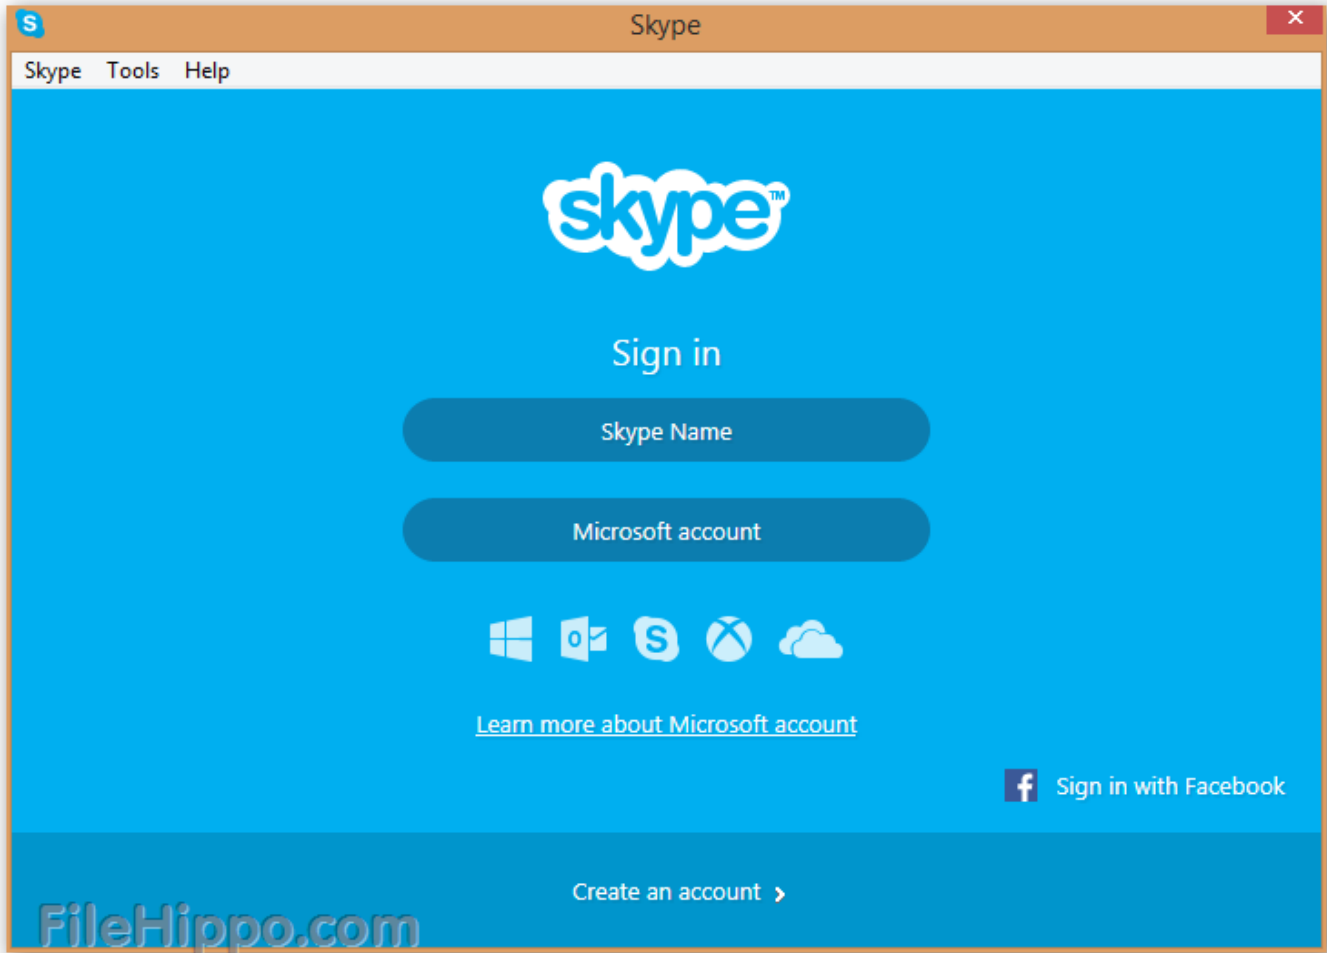 Skype
Skype Tools Help
skype™
Sign in
Skype Name
Microsoft account
Learn more about Microsoft account
Sign in with Facebook
Create an account
FileHippo.com